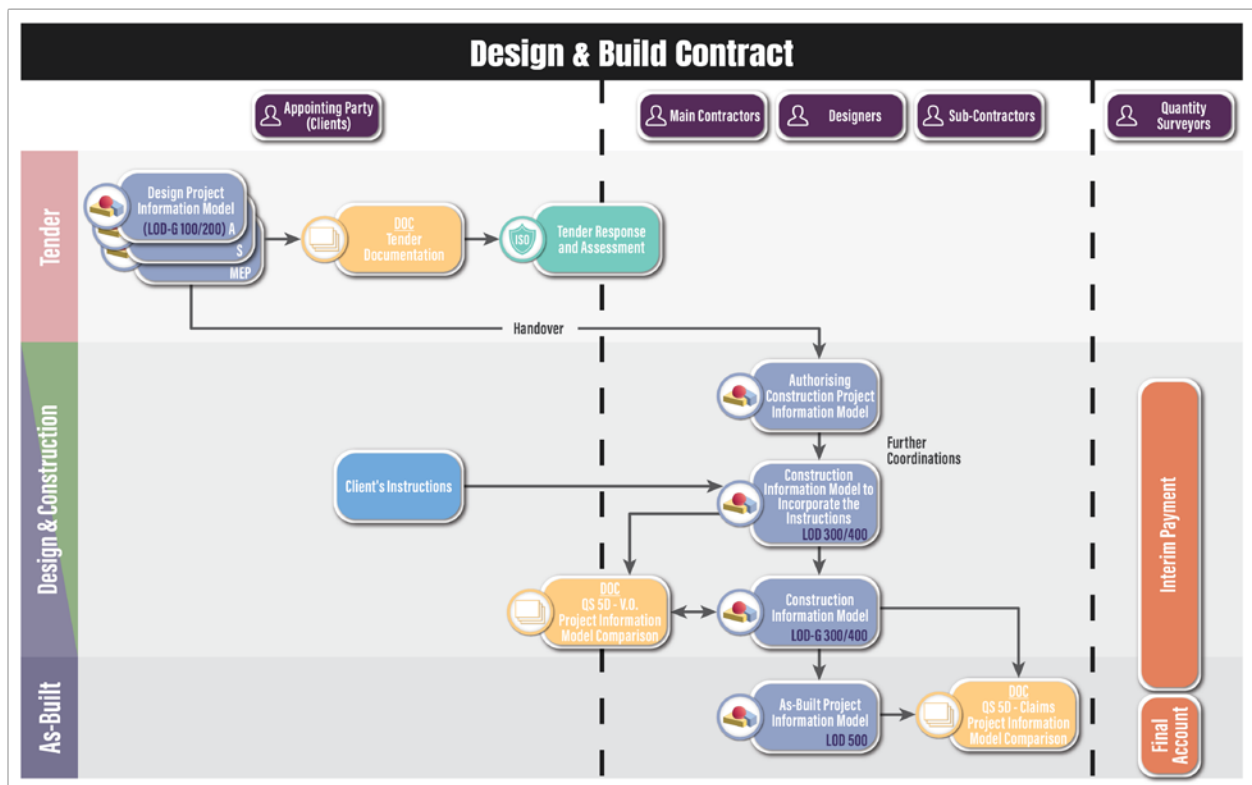 Design & Build Contract
Appointing Party
(Clients)
Main Contractors
Designers
Sub-Contractors
Quantity
Surveyors
Tender
Design Project
Information Model
(LOD-G 100/200) A
S
MEP
DOC
Tender
Documentation
ISO
Tender Response
and Assessment
Handover
Design & Construction
Authorising
Construction Project
Information Model
Further
Coordinations
Client's Instructions
Construction
Information Model to
Incorporate the
Instructions
LOD 300/400
DOC
QS 5D - V.O.
Project Information
Model Comparison
Construction
Information Model
LOD-G 300/400
Interim Payment
As-Built
As-Built Project
Information Model
LOD 500
DOC
QS 5D - Claims
Project Information
Model Comparison
Final
Account